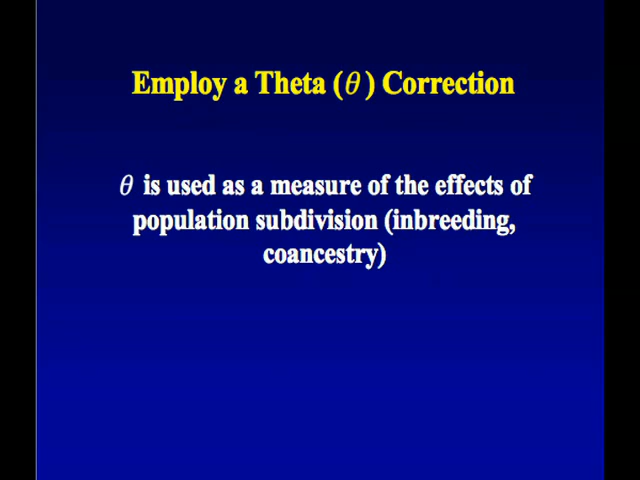 Employ a Theta (θ) Correction
θ is used as a measure of the effects of
population subdivision (inbreeding,
coancestry)